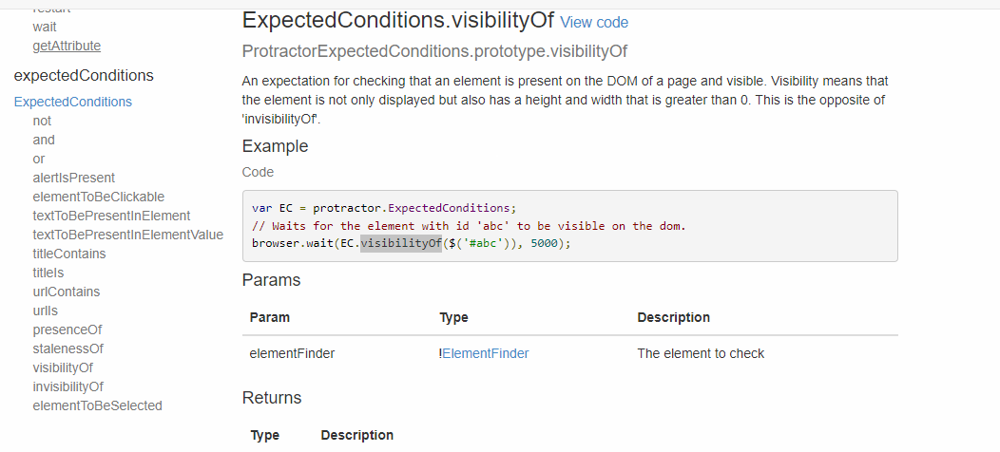 restart
wait
getAttribute
expectedConditions
ExpectedConditions
not
and
or
alertIsPresent
elementToBeClickable
textToBePresentInElement
textToBePresentInElementValue
titleContains
titleIs
urlContains
urlIs
presenceOf
stalenessOf
visibilityOf
invisibilityOf
elementToBeSelected
ExpectedConditions.visibilityOf View code
ProtractorExpectedConditions.prototype.visibilityOf
An expectation for checking that an element is present on the DOM of a page and visible. Visibility means that
the element is not only displayed but also has a height and width that is greater than 0. This is the opposite of
'invisibilityOf'.
Example
Code
var EC = protractor.ExpectedConditions;
// Waits for the element with id 'abc' to be visible on the dom.
browser.wait(EC.visibilityOf($('#abc')), 5000);
Params
Param Type Description
elementFinder !ElementFinder The element to check
Returns
Type Description